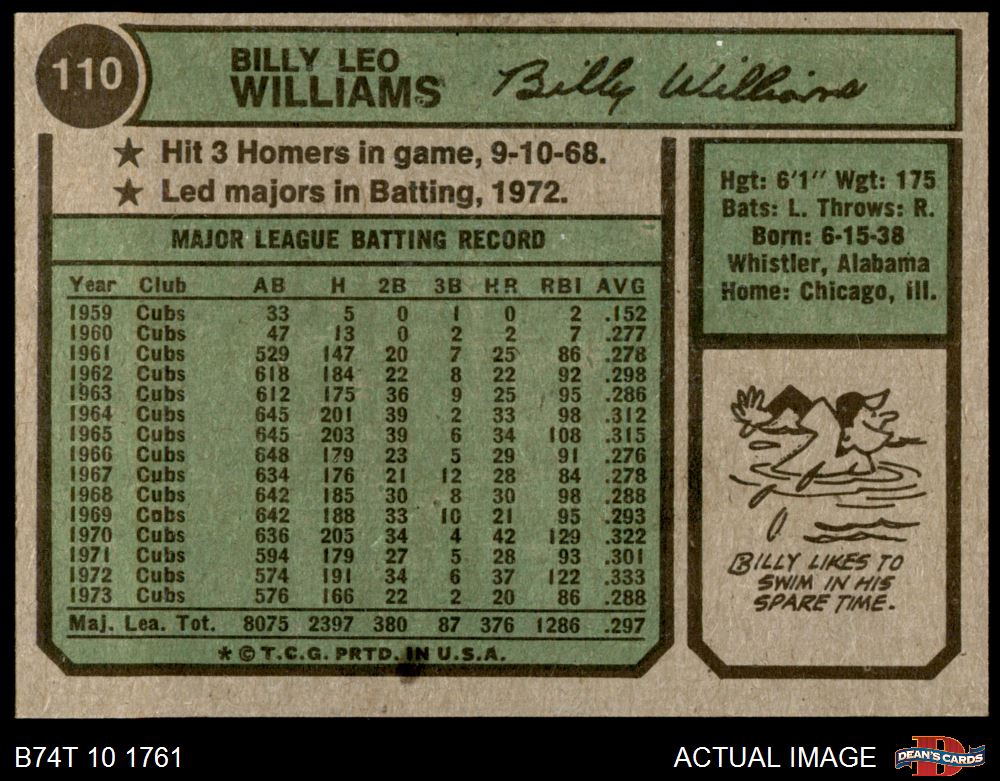 110
BILLY LEO
WILLIAMS
Billy Williams
★ Hit 3 Homers in game, 9-10-68.
★ Led majors in Batting, 1972.
MAJOR LEAGUE BATTING RECORD
Year Club AB H 2B 3B HR RBI AVG
1959 Cubs 33 5 0 1 0 2 .152
1960 Cubs 47 13 0 2 2 7 .277
1961 Cubs 529 147 20 7 25 86 .278
1962 Cubs 618 184 22 8 22 92 .298
1963 Cubs 612 175 36 9 25 95 .286
1964 Cubs 645 201 39 2 33 98 .312
1965 Cubs 645 203 39 6 34 108 .315
1966 Cubs 648 179 23 5 29 91 .276
1967 Cubs 634 176 21 12 28 84 .278
1968 Cubs 642 185 30 8 30 98 .288
1969 Cubs 642 188 33 10 21 95 .293
1970 Cubs 636 205 34 4 42 129 .322
1971 Cubs 594 179 27 5 28 93 .301
1972 Cubs 574 191 34 6 37 122 .333
1973 Cubs 576 166 22 2 20 86 .288
Maj. Lea. Tot. 8075 2397 380 87 376 1286 .297
* © T.C.G. PRTD. IN U.S.A.
Hgt: 6'1" Wgt: 175
Bats: L. Throws: R.
Born: 6-15-38
Whistler, Alabama
Home: Chicago, Ill.
BILLY LIKES TO
SWIM IN HIS
SPARE TIME.
B74T 10 1761
ACTUAL IMAGE
D
DEAN'S CARDS